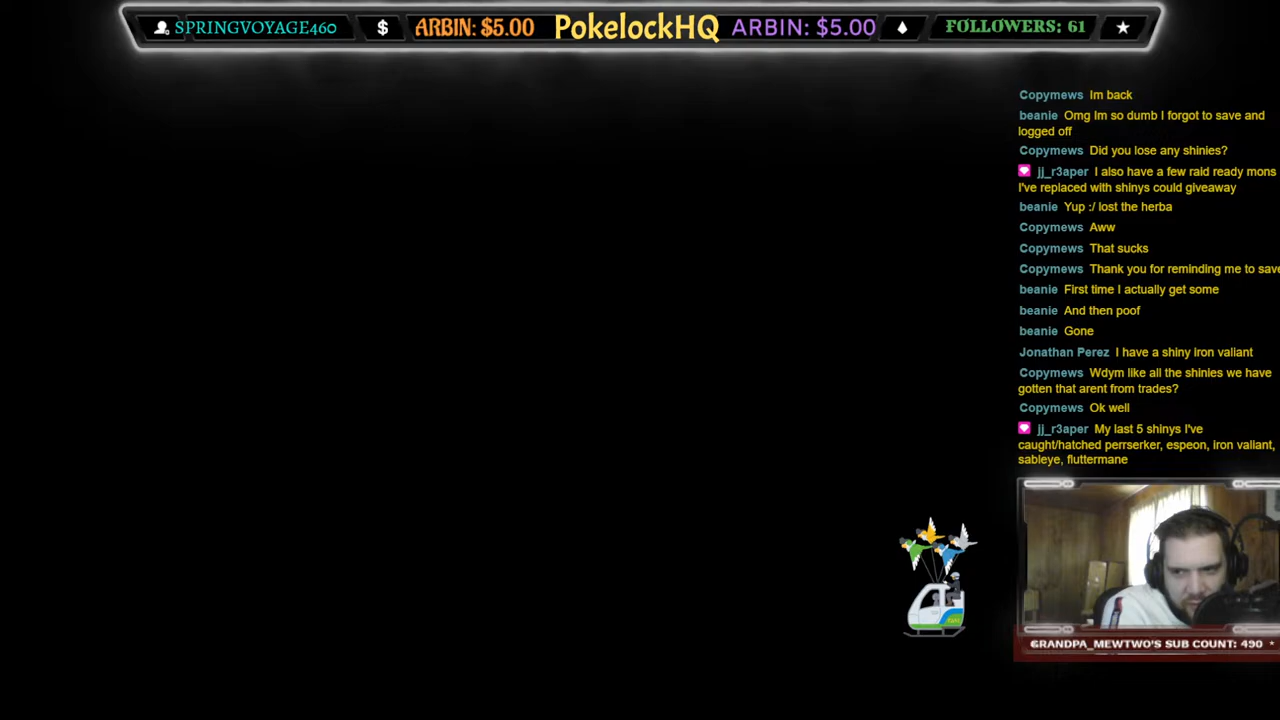 SPRINGVOYAGE460 $ ARBIN: $5.00 PokelockHQ ARBIN: $5.00 FOLLOWERS: 61
Copymews Im back
beanie Omg Im so dumb I forgot to save and
logged off
Copymews Did you lose any shinies?
jj_r3aper I also have a few raid ready mons
I've replaced with shinys could giveaway
beanie Yup :/ lost the herba
Copymews Aww
Copymews That sucks
Copymews Thank you for reminding me to save
beanie First time I actually get some
beanie And then poof
beanie Gone
Jonathan Perez I have a shiny iron valiant
Copymews Wdym like all the shinies we have
gotten that arent from trades?
Copymews Ok well
jj_r3aper My last 5 shinys I've
caught/hatched perrserker, espeon, iron valiant,
sableye, fluttermane
GRANDPA_MEWTWO'S SUB COUNT: 490 *